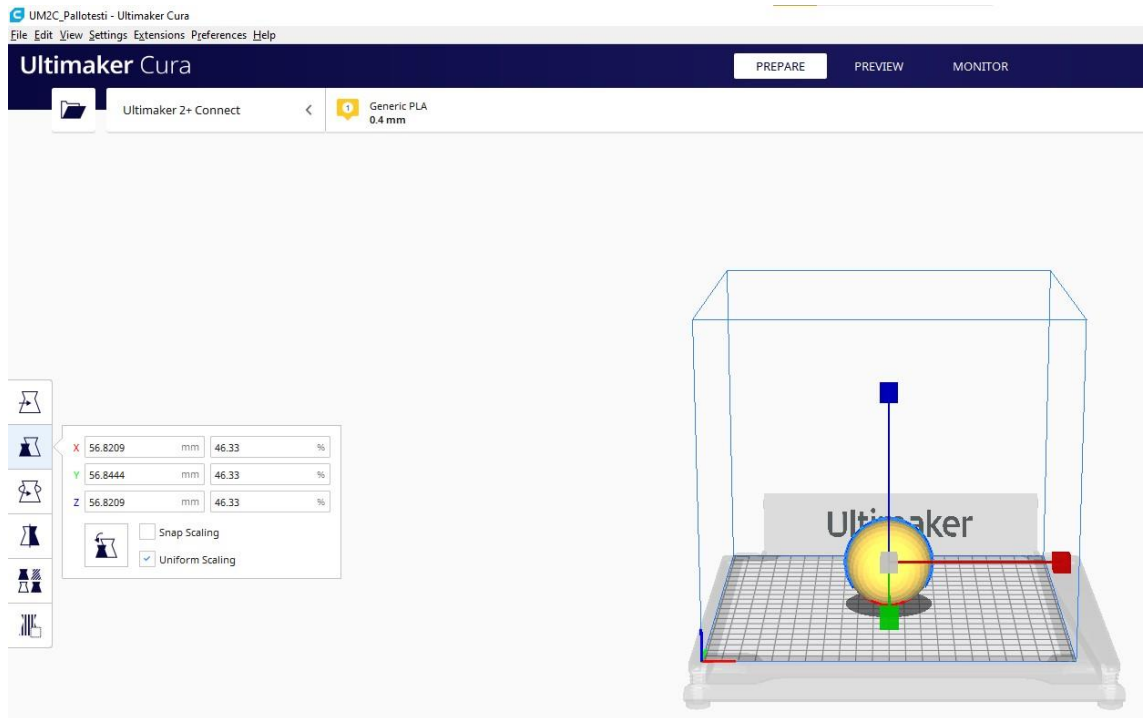 UM2C_Pallotesti - Ultimaker Cura
File Edit View Settings Extensions Preferences Help
Ultimaker Cura PREPARE PREVIEW MONITOR
Ultimaker 2+ Connect 1 Generic PLA
0.4 mm
X 56.8209 mm 46.33 %
Y 56.8444 mm 46.33 %
Z 56.8209 mm 46.33 %
Snap Scaling
Uniform Scaling
Ultimaker